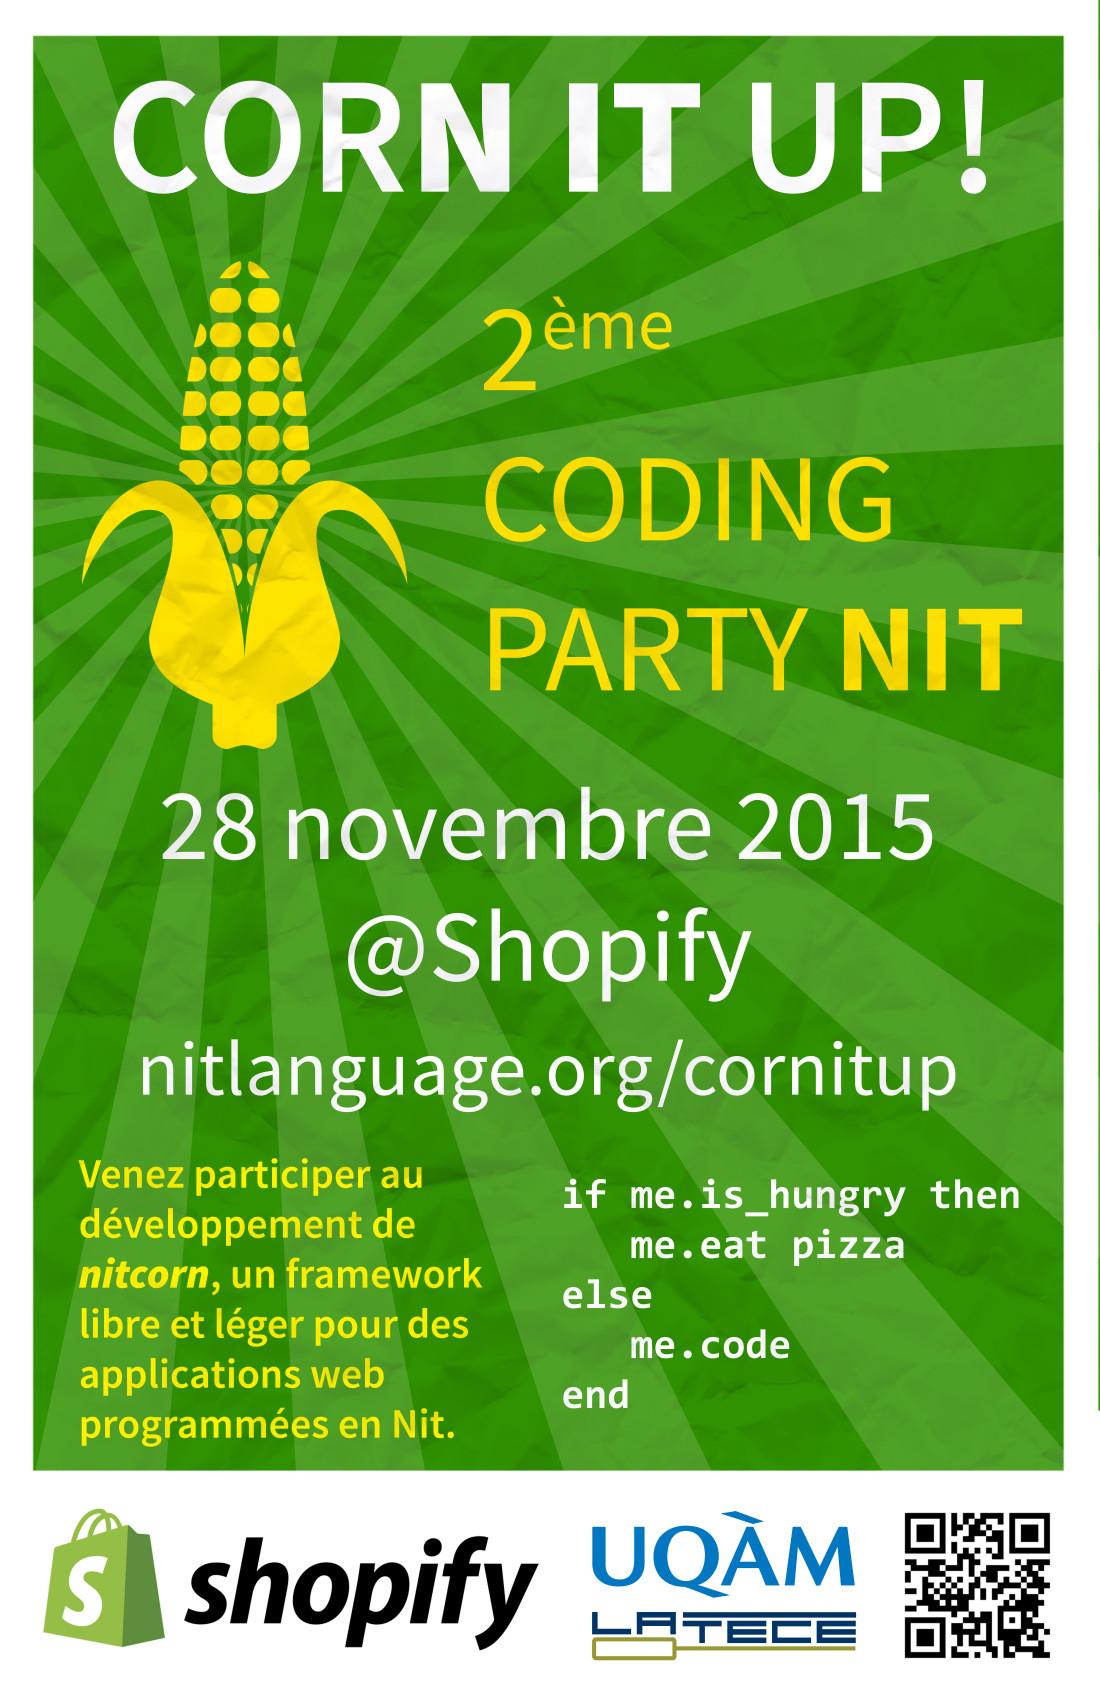 CORN IT UP!
2ème
CODING
PARTY NIT
28 novembre 2015
@Shopify
nitlanguage.org/cornitup
Venez participer au
développement de
nitcorn, un framework
libre et léger pour des
applications web
programmées en Nit.
if me.is_hungry then
me.eat pizza
else
me.code
end
S shopify
UQÀM
LATECE